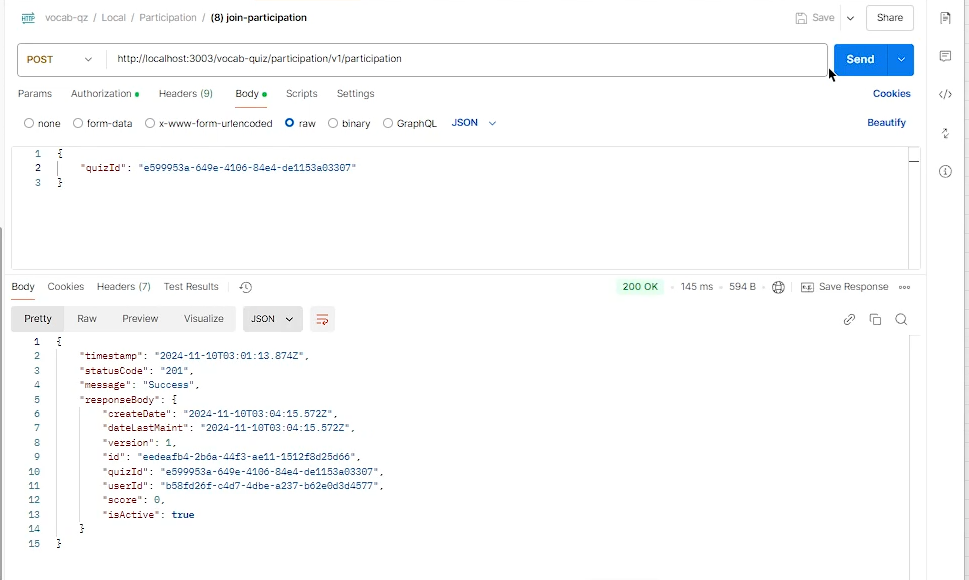 HTTP vocab-qz / Local / Participation / (8) join-participation Save Share
POST http://localhost:3003/vocab-quiz/participation/v1/participation Send
Params Authorization Headers (9) Body Scripts Settings Cookies
none form-data x-www-form-urlencoded raw binary GraphQL JSON Beautify
1 {
2 "quizId": "e599953a-649e-4106-84e4-de1153a03307"
3 }
Body Cookies Headers (7) Test Results 200 OK 145 ms 594 B e.g. Save Response
Pretty Raw Preview Visualize JSON
1 {
2 "timestamp": "2024-11-10T03:01:13.874Z",
3 "statusCode": "201",
4 "message": "Success",
5 "responseBody": {
6 "createDate": "2024-11-10T03:04:15.572Z",
7 "dateLastMaint": "2024-11-10T03:04:15.572Z",
8 "version": 1,
9 "id": "eedeafb4-2b6a-44f3-ae11-1512f8d25d66",
10 "quizId": "e599953a-649e-4106-84e4-de1153a03307",
11 "userId": "b58fd26f-c4d7-4dbe-a237-b62e0d3d4577",
12 "score": 0,
13 "isActive": true
14 }
15 }